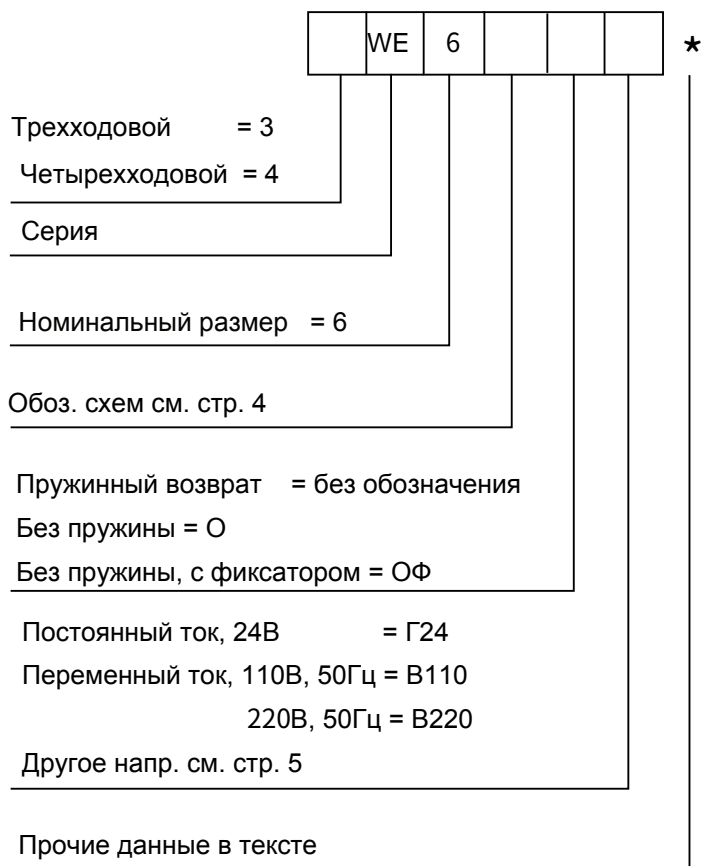 WE 6 *
Трехходовой = 3
Четырехходовой = 4
Серия
Номинальный размер = 6
Обоз. схем см. стр. 4
Пружинный возврат = без обозначения
Без пружины = О
Без пружины, с фиксатором = ОФ
Постоянный ток, 24В = Г24
Переменный ток, 110В, 50Гц = В110
220В, 50Гц = В220
Другое напр. см. стр. 5
Прочие данные в тексте